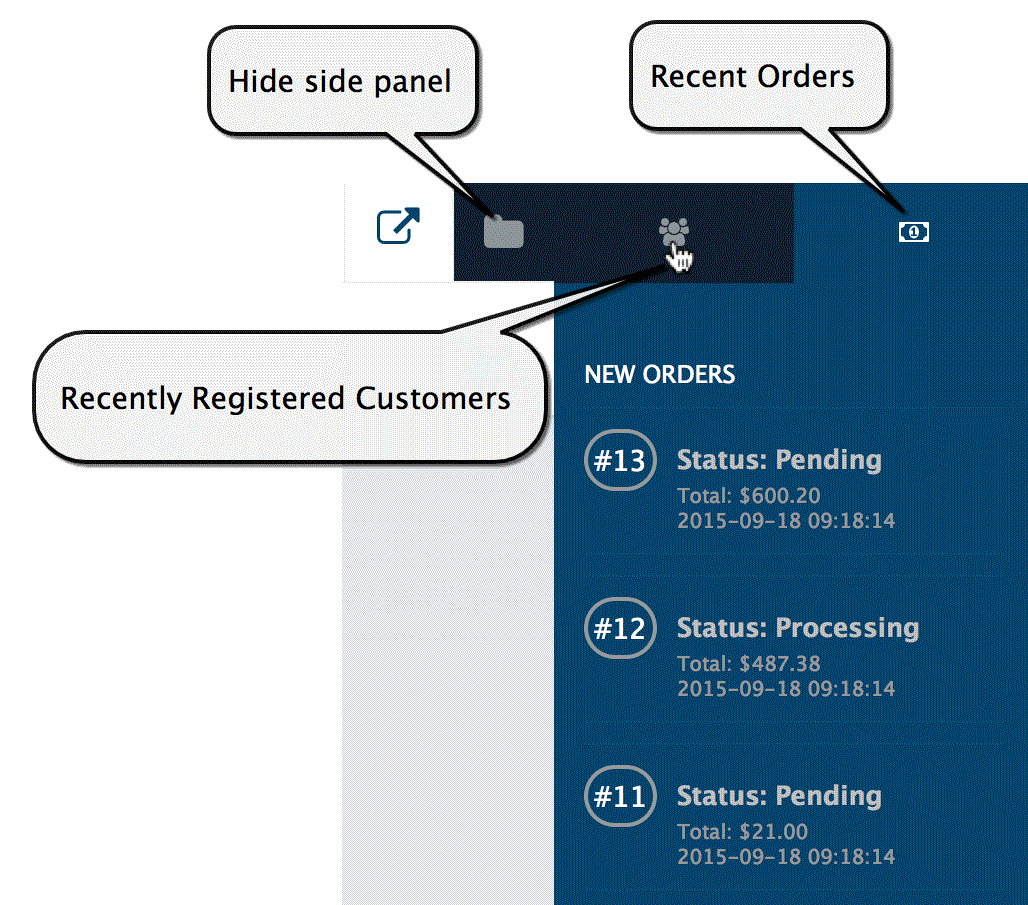 Hide side panel
Recent Orders
1
Recently Registered Customers
NEW ORDERS
#13
Status: Pending
Total: $600.20
2015-09-18 09:18:14
#12
Status: Processing
Total: $487.38
2015-09-18 09:18:14
#11
Status: Pending
Total: $21.00
2015-09-18 09:18:14